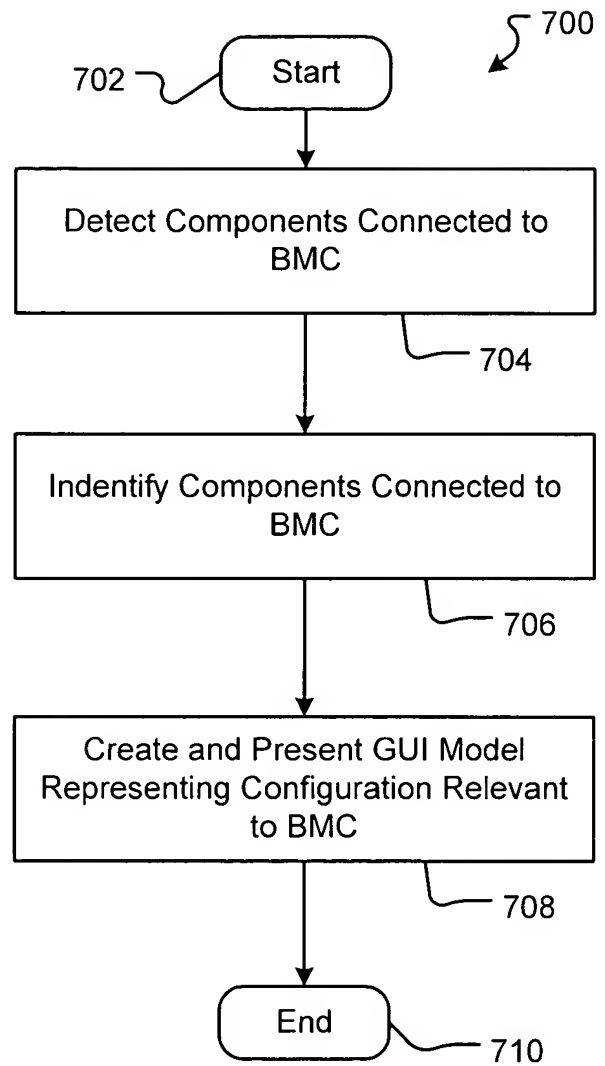 700
702
Start
Detect Components Connected to
BMC
704
Indentify Components Connected to
BMC
706
Create and Present GUI Model
Representing Configuration Relevant
to BMC
708
End
710